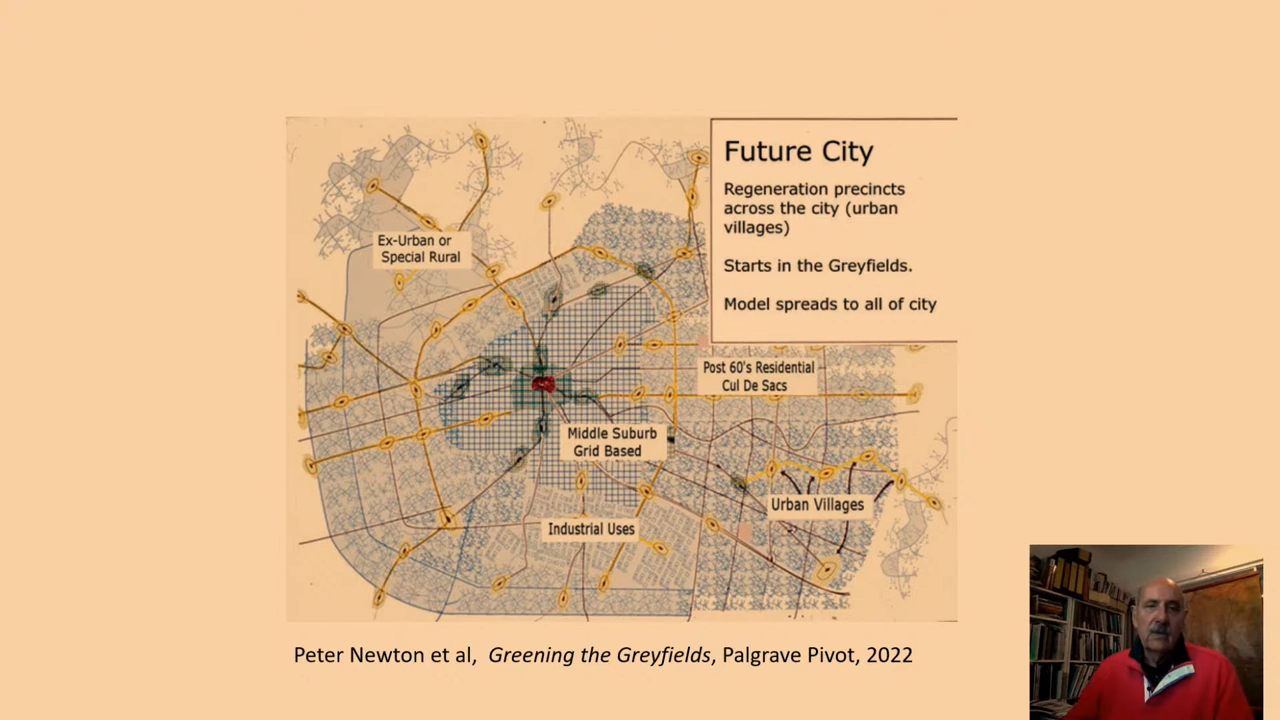 Future City
Regeneration precincts
across the city (urban
villages)
Starts in the Greyfields.
Model spreads to all of city
Ex-Urban or
Special Rural
Post 60's Residential
Cul De Sacs
Middle Suburb
Grid Based
Urban Villages
Industrial Uses
Peter Newton et al, Greening the Greyfields, Palgrave Pivot, 2022